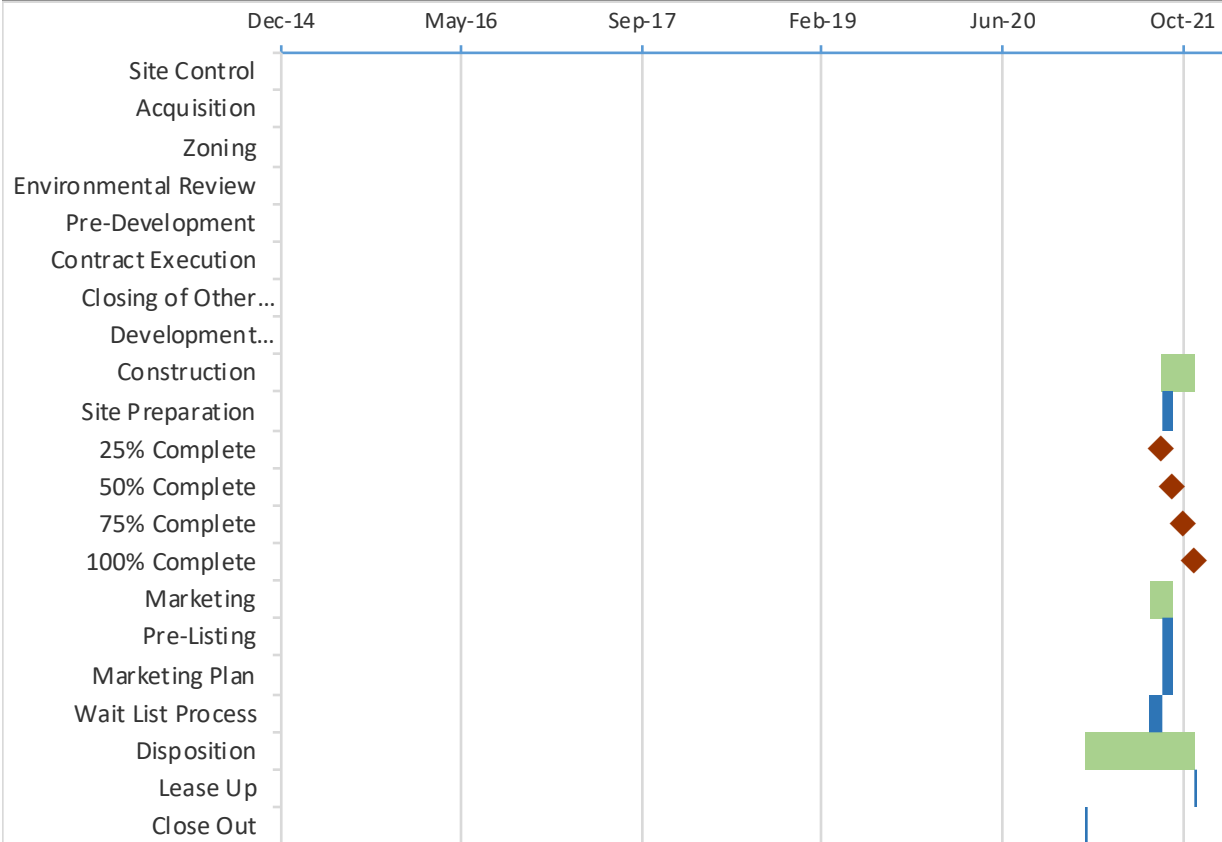 Dec-14 May-16 Sep-17 Feb-19 Jun-20 Oct-21
Site Control
Acquisition
Zoning
Environmental Review
Pre-Development
Contract Execution
Closing of Other...
Development...
Construction
Site Preparation
25% Complete
50% Complete
75% Complete
100% Complete
Marketing
Pre-Listing
Marketing Plan
Wait List Process
Disposition
Lease Up
Close Out